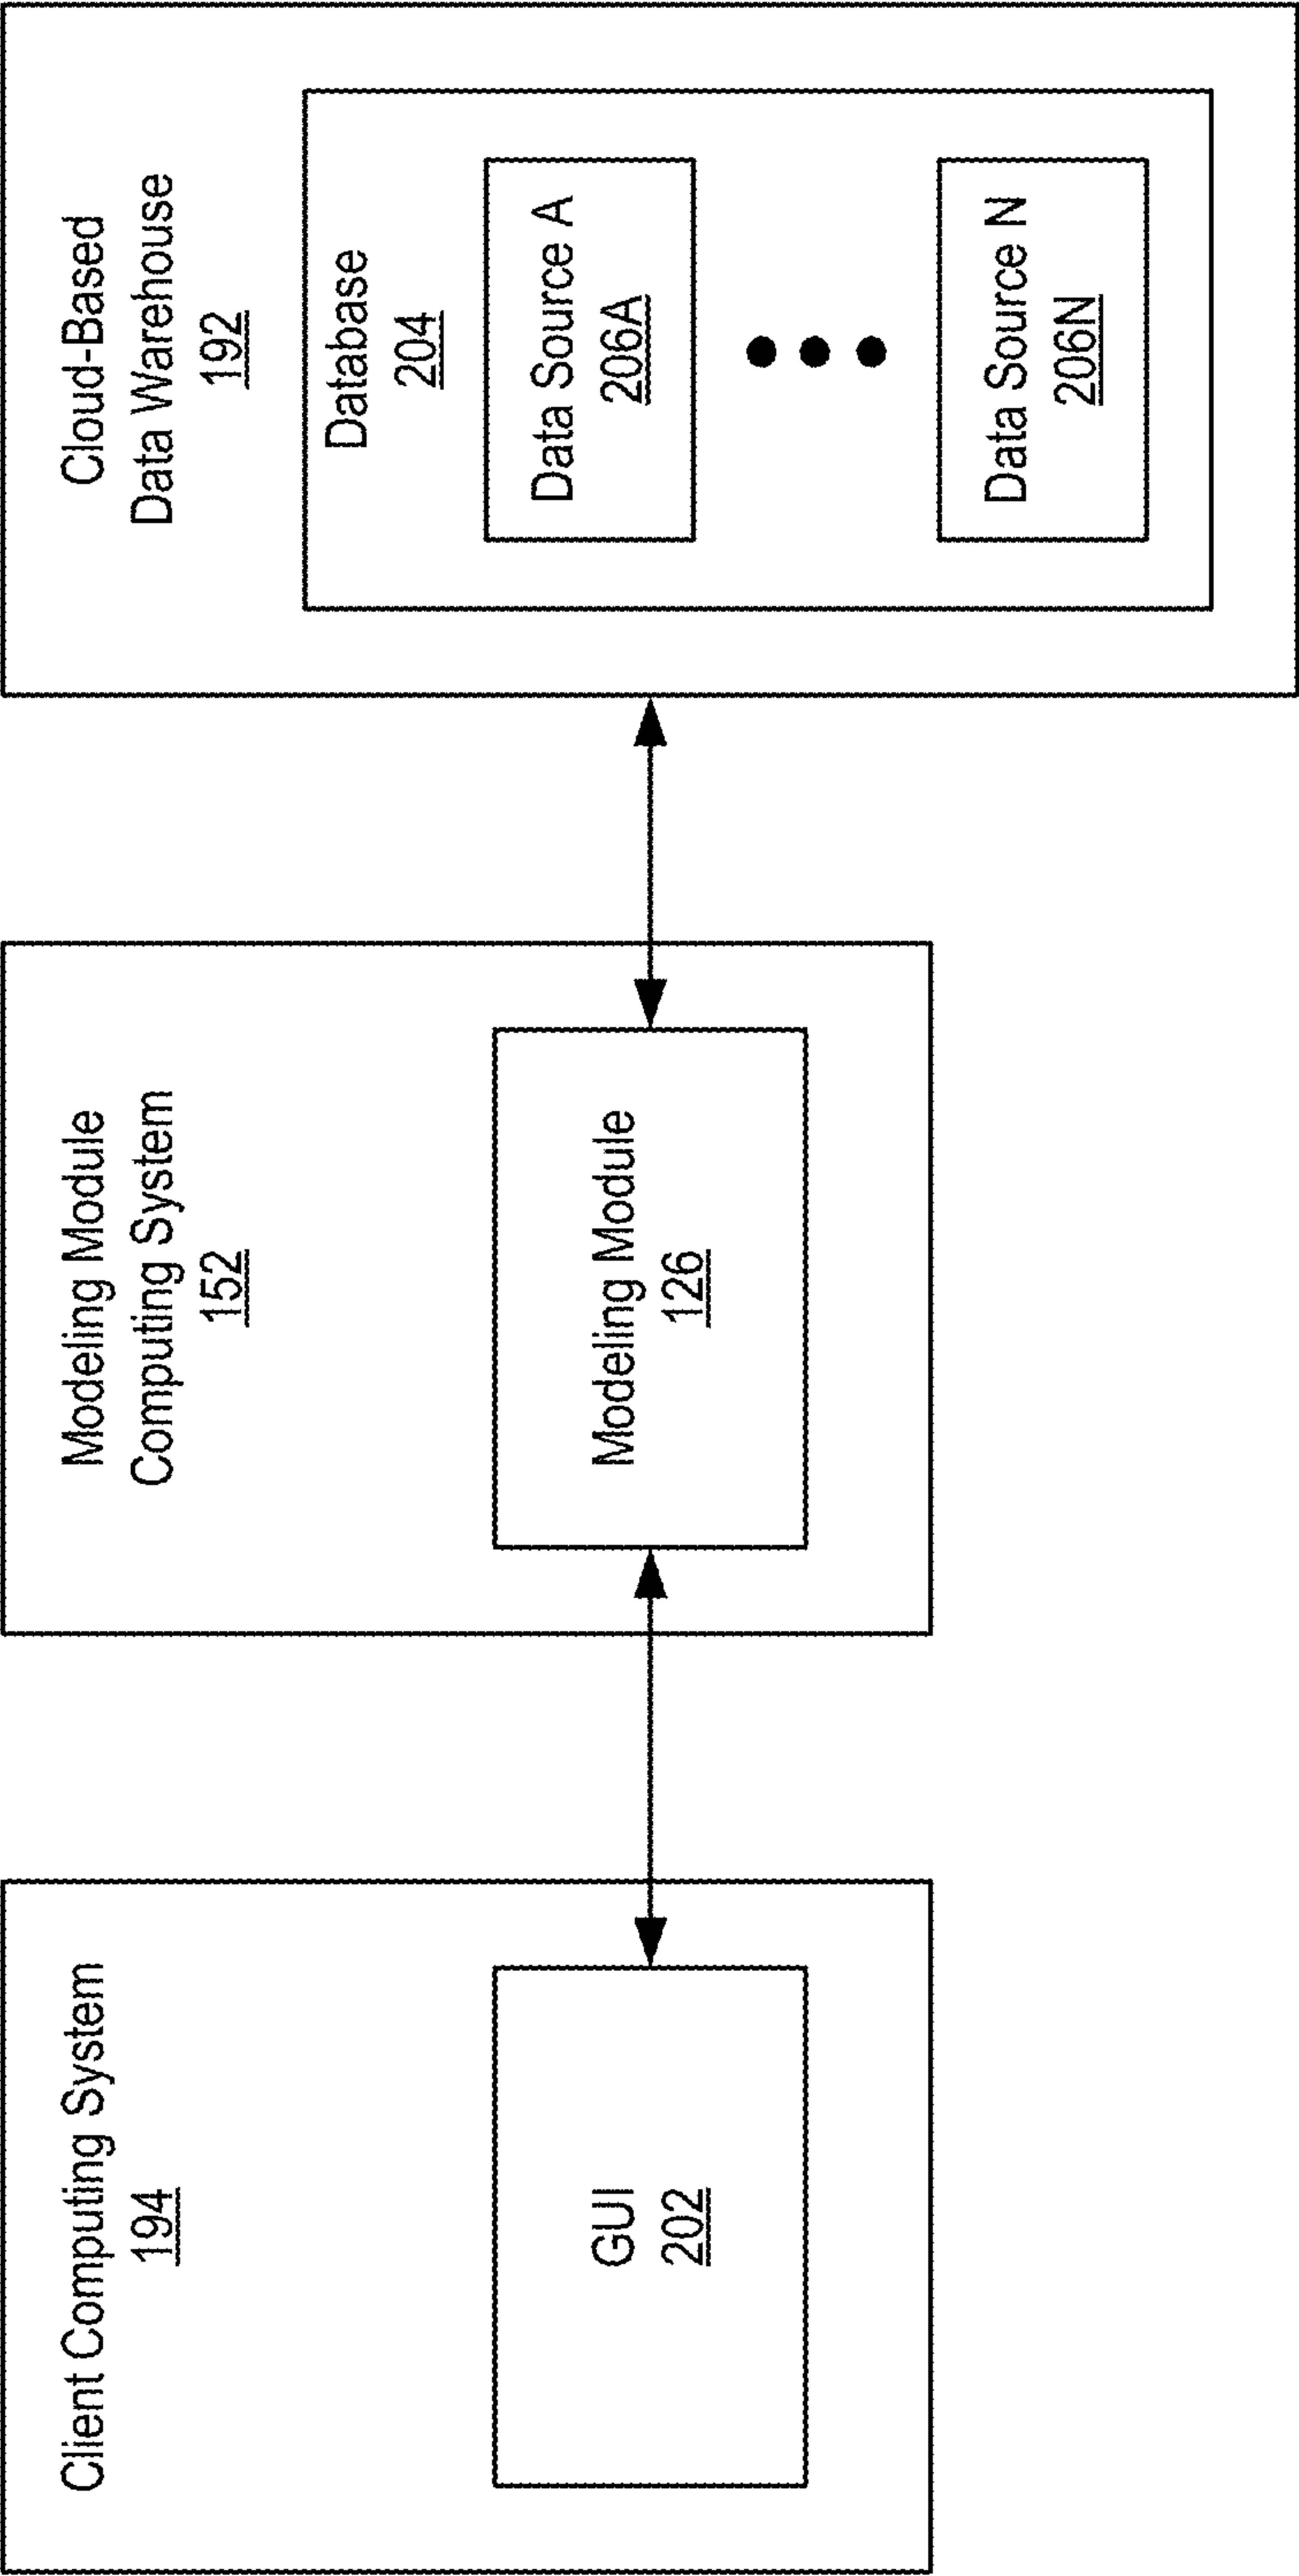 Client Computing System
194
GUI
202
Modeling Module
Computing System
152
Modeling Module
126
Cloud-Based
Data Warehouse
192
Database
204
Data Source A
206A
Data Source N
206N